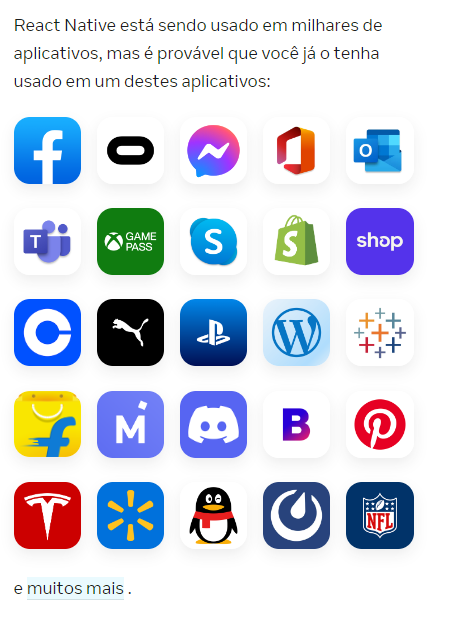 React Native está sendo usado em milhares de
aplicativos, mas é provável que você já o tenha
usado em um destes aplicativos:
f
O
T
GAME
PASS
S
S
shop
C
W
f
M
B
P
T
NFL
e muitos mais .